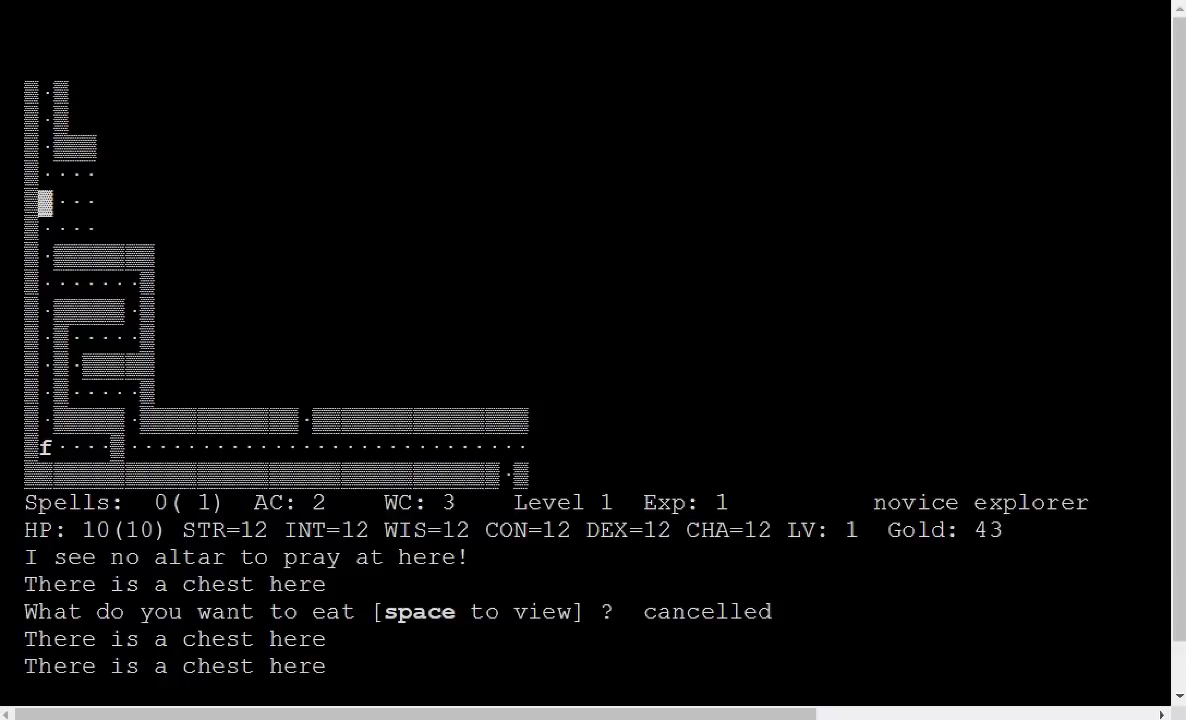 f
Spells: 0( 1) AC: 2 WC: 3 Level 1 Exp: 1 novice explorer
HP: 10(10) STR=12 INT=12 WIS=12 CON=12 DEX=12 CHA=12 LV: 1 Gold: 43
I see no altar to pray at here!
There is a chest here
What do you want to eat [space to view] ? cancelled
There is a chest here
There is a chest here